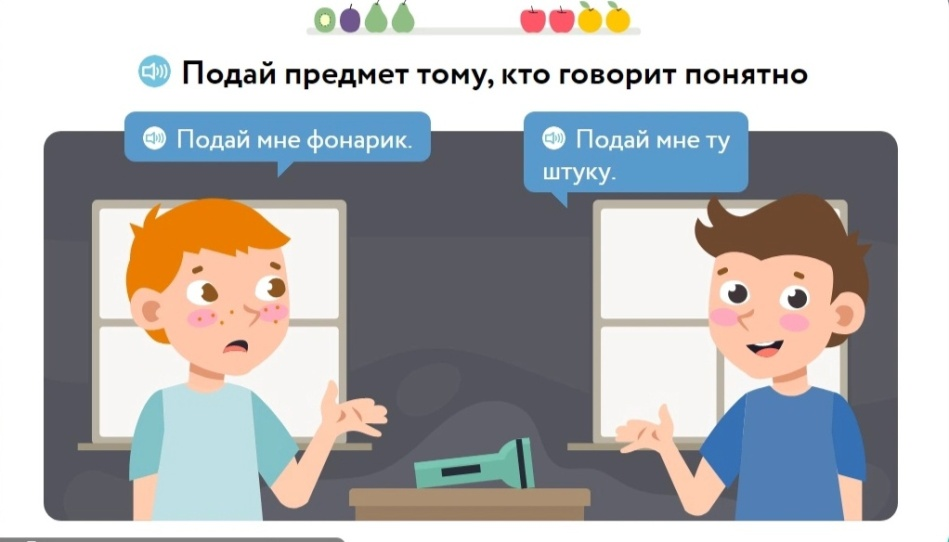 Подай предмет тому, кто говорит понятно
Подай мне фонарик.
Подай мне ту
штуку.